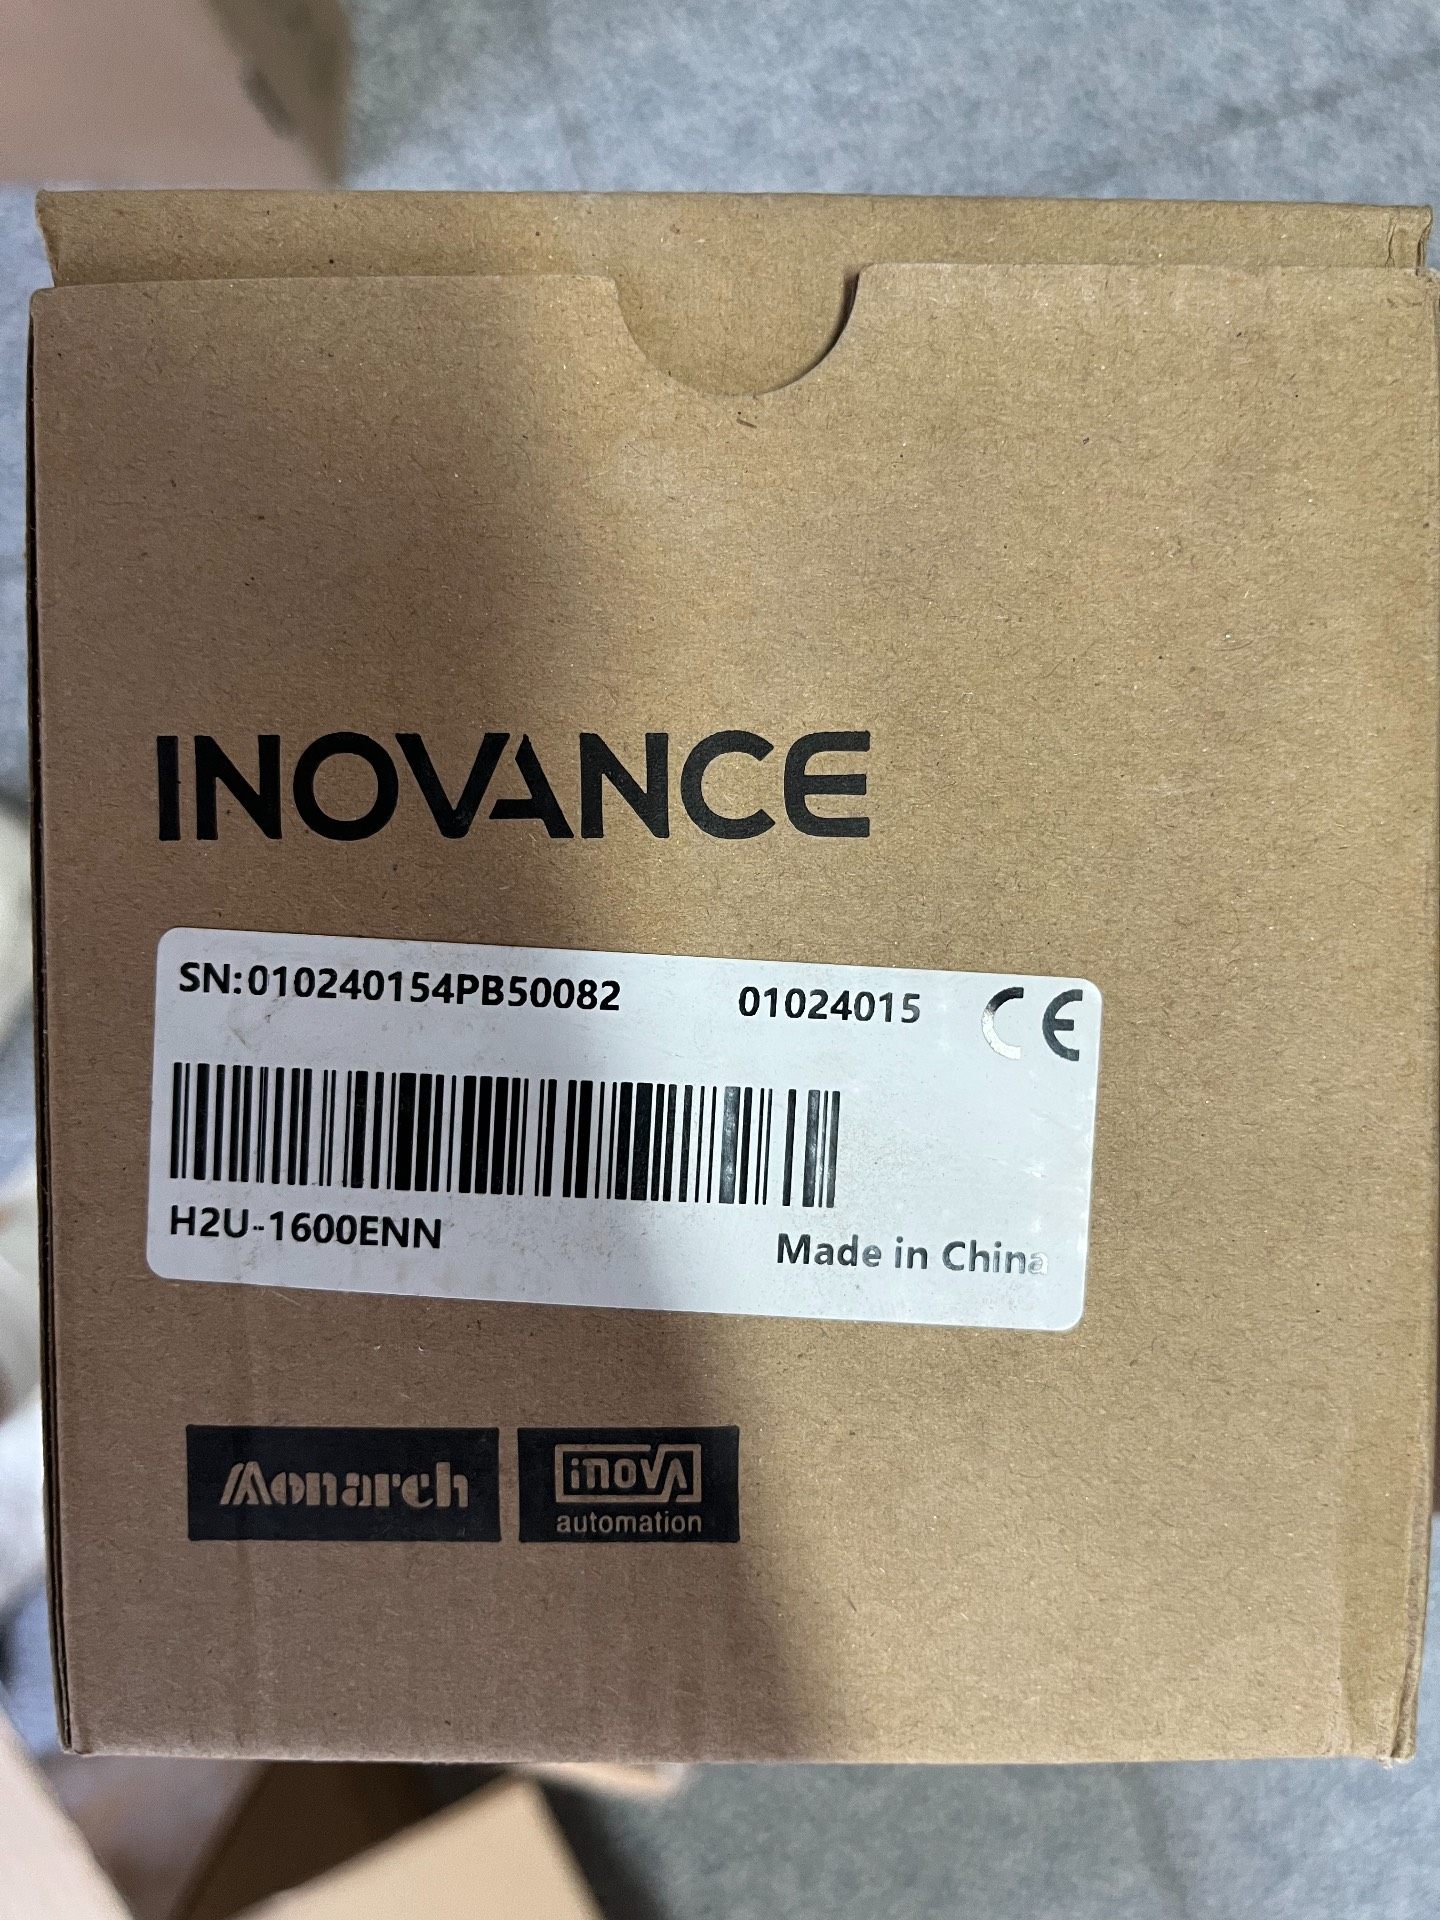 INOVANCE
SN:010240154PB50082 01024015 CE
H2U-1600ENN
Made in China
Monarch
inova
automation